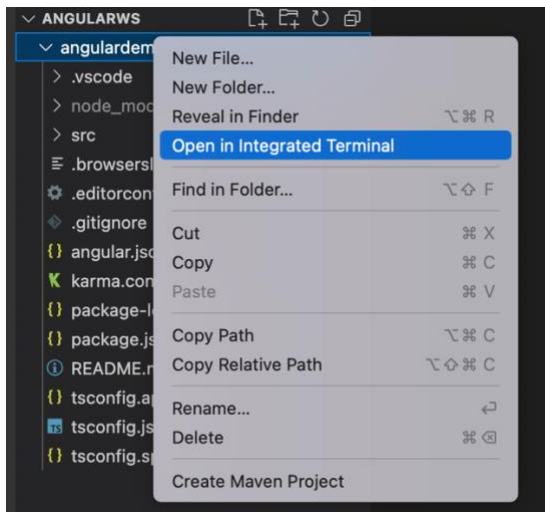 ANGULARWS
angulardem
.vscode
node_moc
src
.browsersl
.editorcon
.gitignore
angular.jsc
karma.con
package-l
package.js
README.r
tsconfig.a
tsconfig.js
tsconfig.s
New File...
New Folder...
Reveal in Finder ⌥ ⌘ R
Open in Integrated Terminal
Find in Folder... ⌥ ⇧ F
Cut ⌘ X
Copy ⌘ C
Paste ⌘ V
Copy Path ⌥ ⌘ C
Copy Relative Path ⌥ ⇧ ⌘ C
Rename... ↩
Delete ⌘ ⌫
Create Maven Project